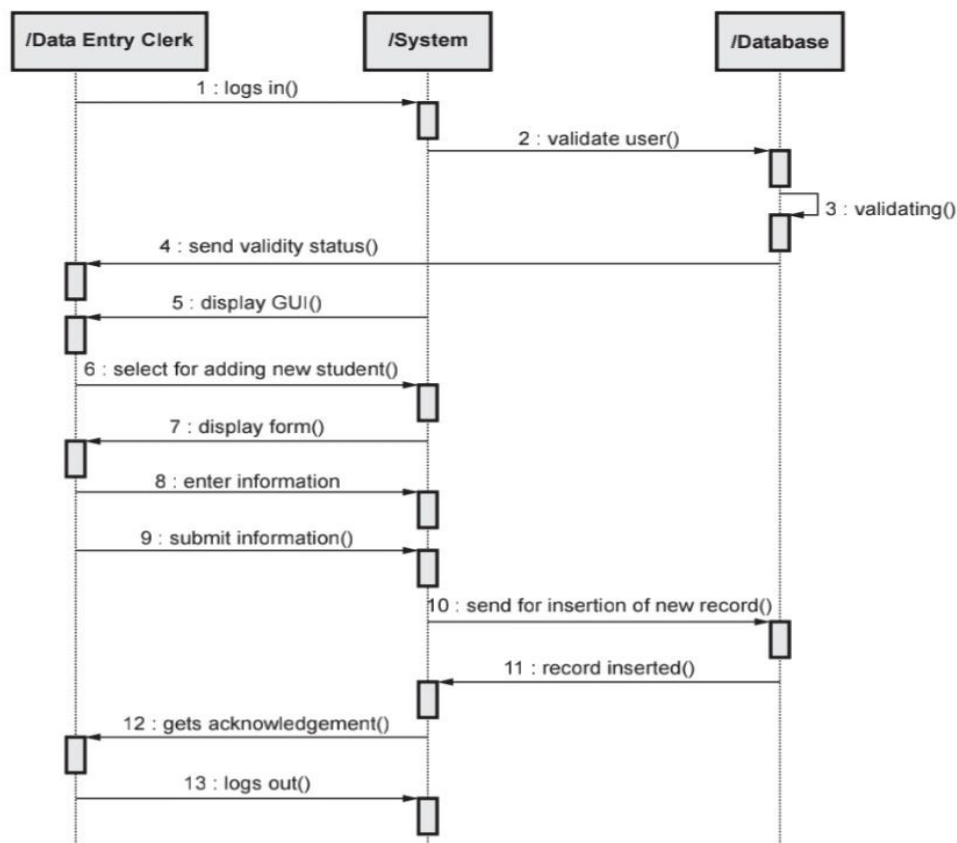 /Data Entry Clerk
/System
/Database
1 : logs in()
2 : validate user()
3 : validating()
4 : send validity status()
5 : display GUI()
6 : select for adding new student()
7 : display form()
8 : enter information
9 : submit information()
10 : send for insertion of new record()
11 : record inserted()
12 : gets acknowledgement()
13 : logs out()